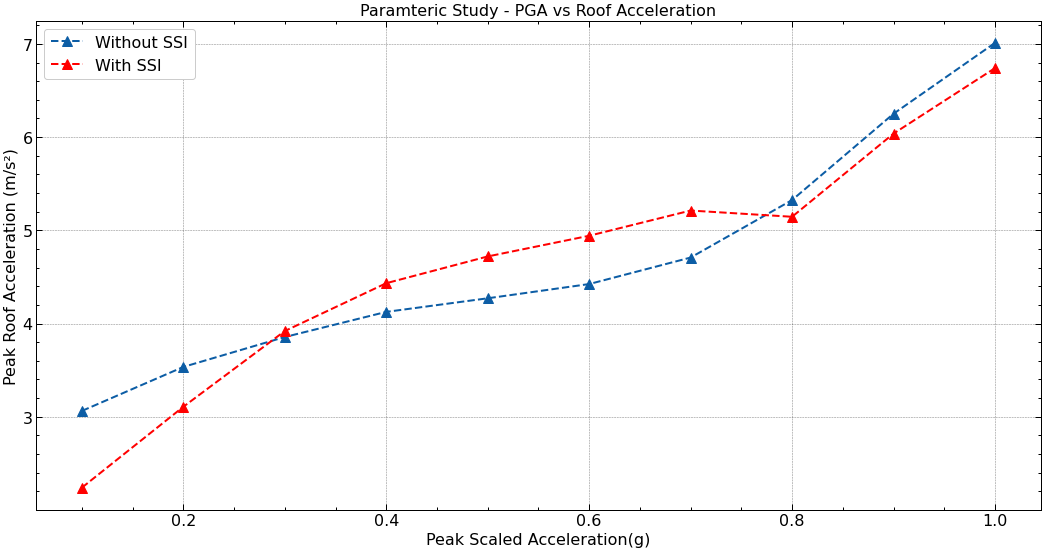 Paramteric Study - PGA vs Roof Acceleration
Without SSI
With SSI
Peak Roof Acceleration (m/s²)
7
6
5
4
3
0.2
0.4
0.6
0.8
1.0
Peak Scaled Acceleration(g)